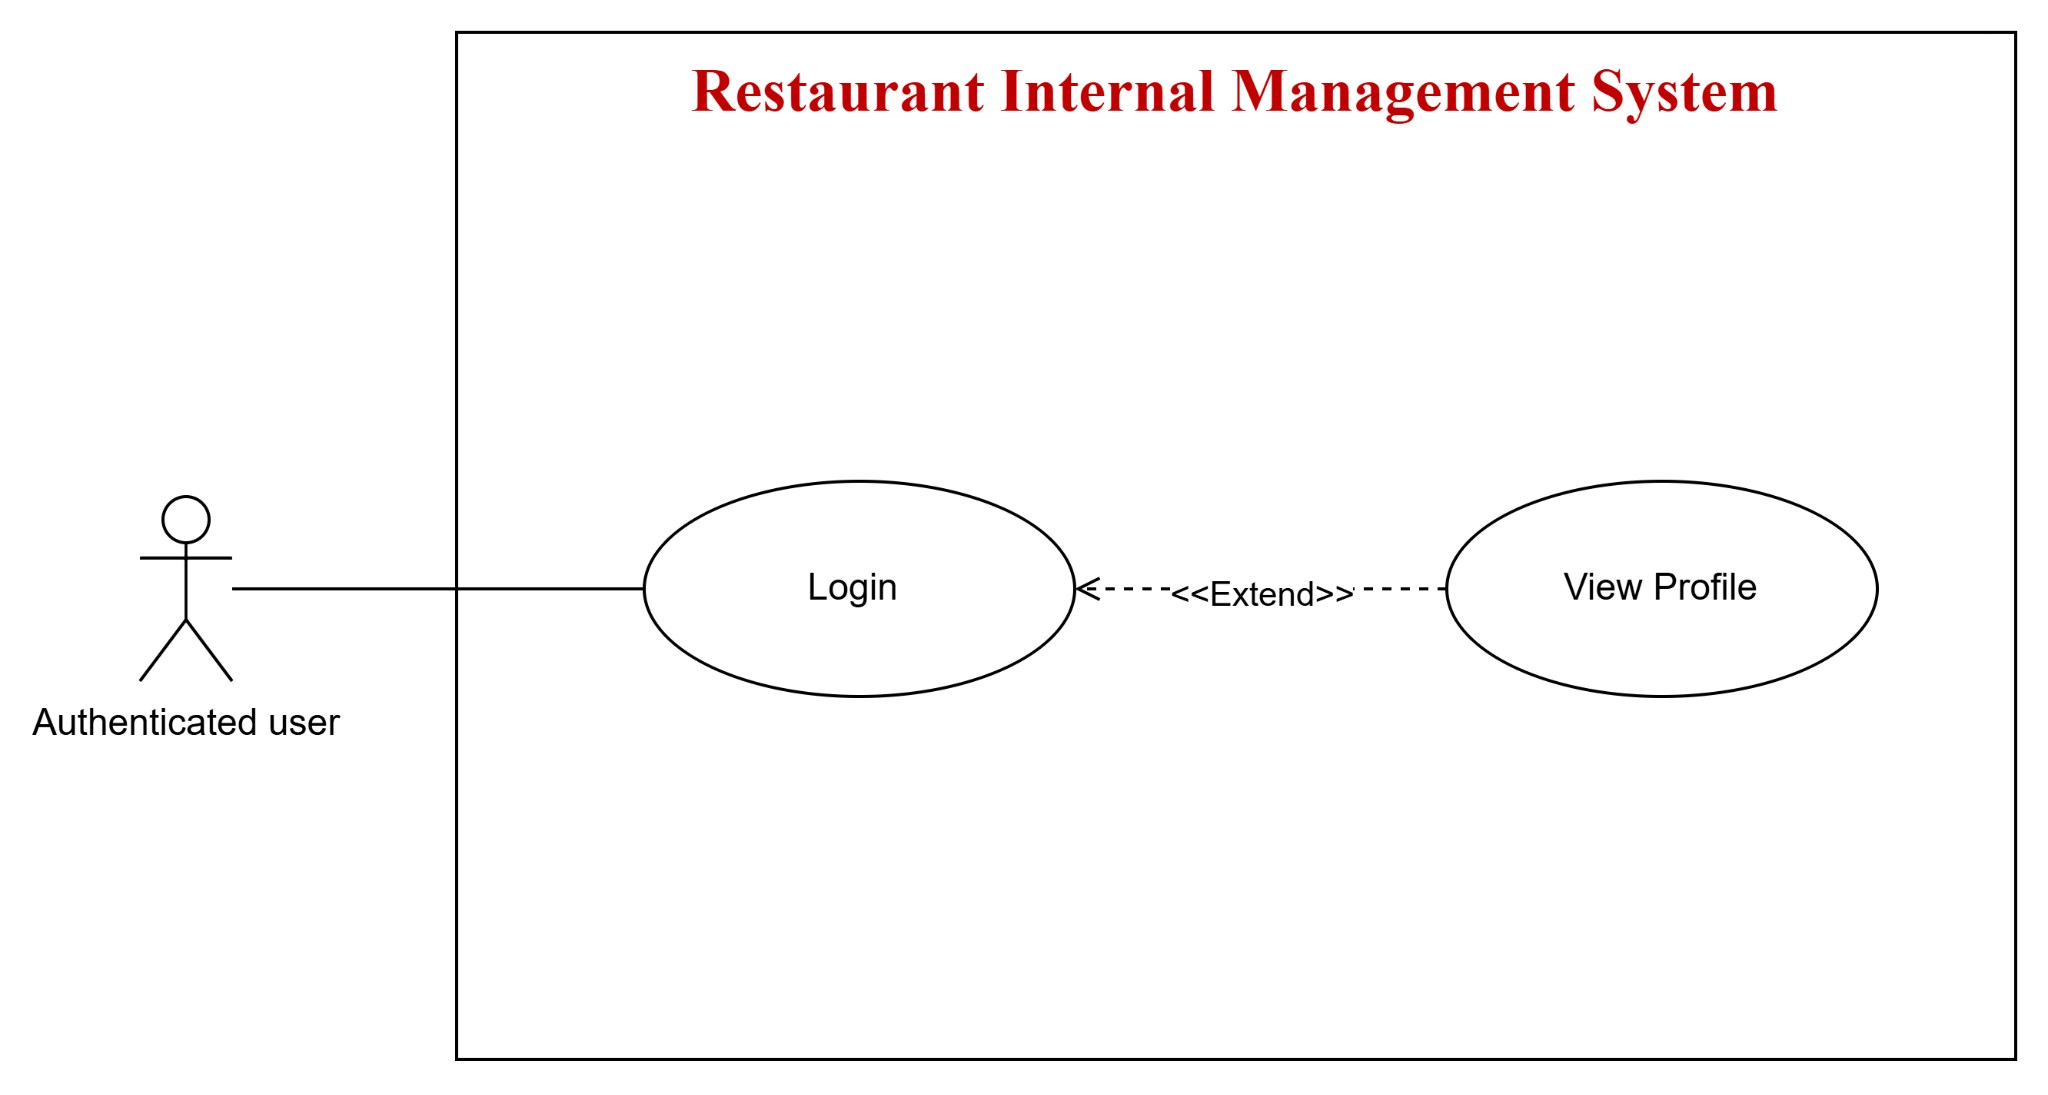 Restaurant Internal Management System
Login
<<Extend>>
View Profile
Authenticated user